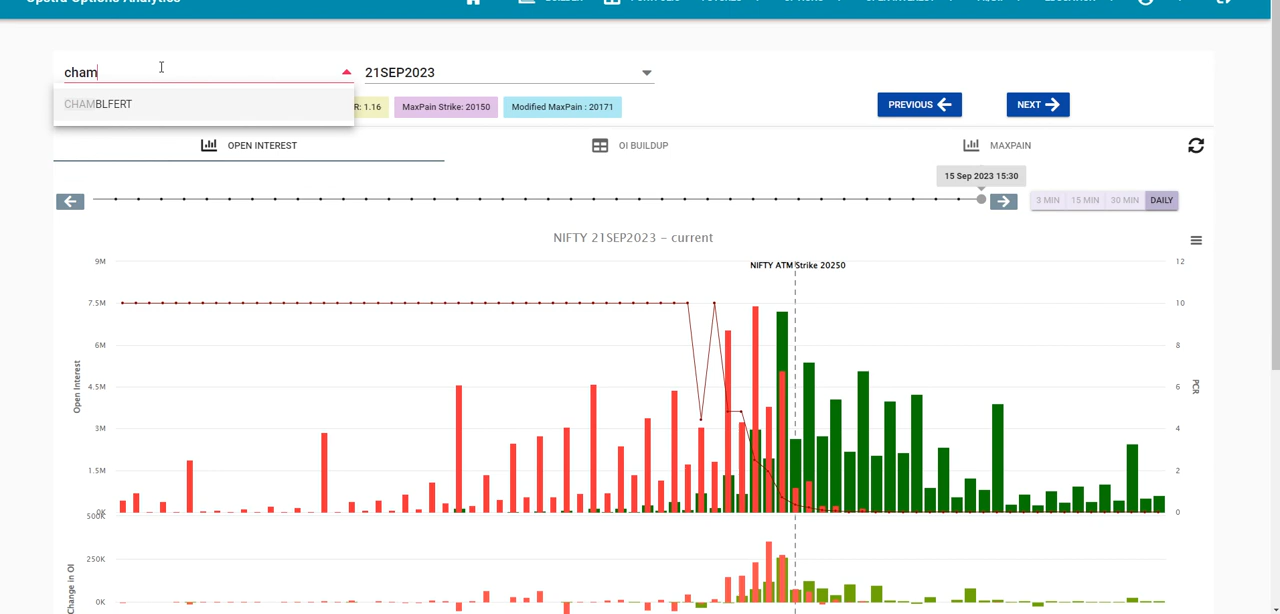 Opstra Options Analytics
cham
21SEP2023
CHAMBLFERT
R: 1.16
MaxPain Strike: 20150
Modified MaxPain : 20171
PREVIOUS
NEXT
OPEN INTEREST
OI BUILDUP
MAXPAIN
15 Sep 2023 15:30
3 MIN
15 MIN
30 MIN
DAILY
NIFTY 21SEP2023 – current
NIFTY ATM Strike 20250
9M
7.5M
6M
4.5M
3M
1.5M
0K
Open Interest
12
10
8
6
4
2
0
PCR
500K
250K
0K
Change in OI